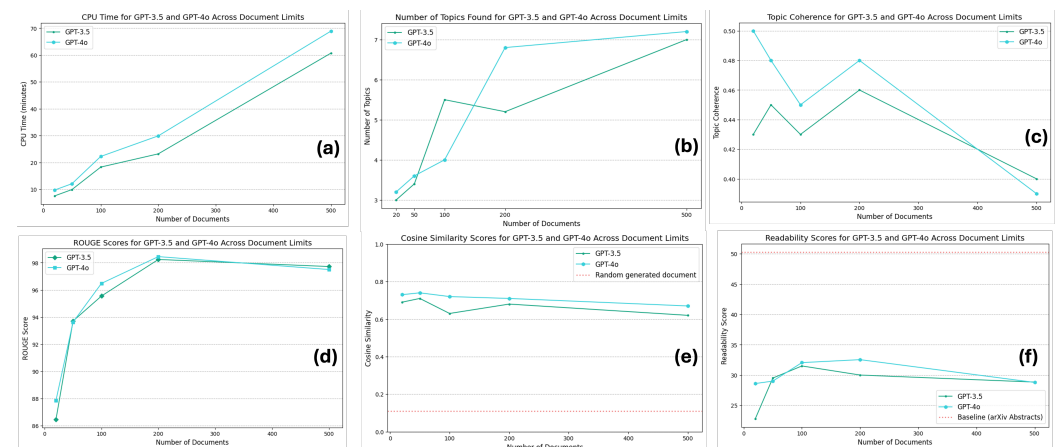 CPU Time for GPT-3.5 and GPT-4o Across Document Limits
GPT-3.5
GPT-4o
70
60
50
40
30
20
10
CPU Time (minutes)
(a)
0
100
200
300
400
500
Number of Documents
Number of Topics Found for GPT-3.5 and GPT-4o Across Document Limits
GPT-3.5
GPT-4o
7
6
5
4
3
Number of Topics
(b)
20
50
100
200
500
Number of Documents
Topic Coherence for GPT-3.5 and GPT-4o Across Document Limits
GPT-3.5
GPT-4o
0.50
0.48
0.46
0.44
0.42
0.40
Topic Coherence
(c)
0
100
200
300
400
500
Number of Documents
ROUGE Scores for GPT-3.5 and GPT-4o Across Document Limits
GPT-3.5
GPT-4o
98
96
94
92
90
88
86
ROUGE Score
(d)
0
100
200
300
400
500
Number of Documents
Cosine Similarity Scores for GPT-3.5 and GPT-4o Across Document Limits
GPT-3.5
GPT-4o
Random generated document
1.0
0.8
0.6
0.4
0.2
0.0
Cosine Similarity
(e)
0
100
200
300
400
500
Number of Documents
Readability Scores for GPT-3.5 and GPT-4o Across Document Limits
50
45
40
35
30
25
Readability Score
(f)
GPT-3.5
GPT-4o
Baseline (arXiv Abstracts)
0
100
200
300
400
500
Number of Documents